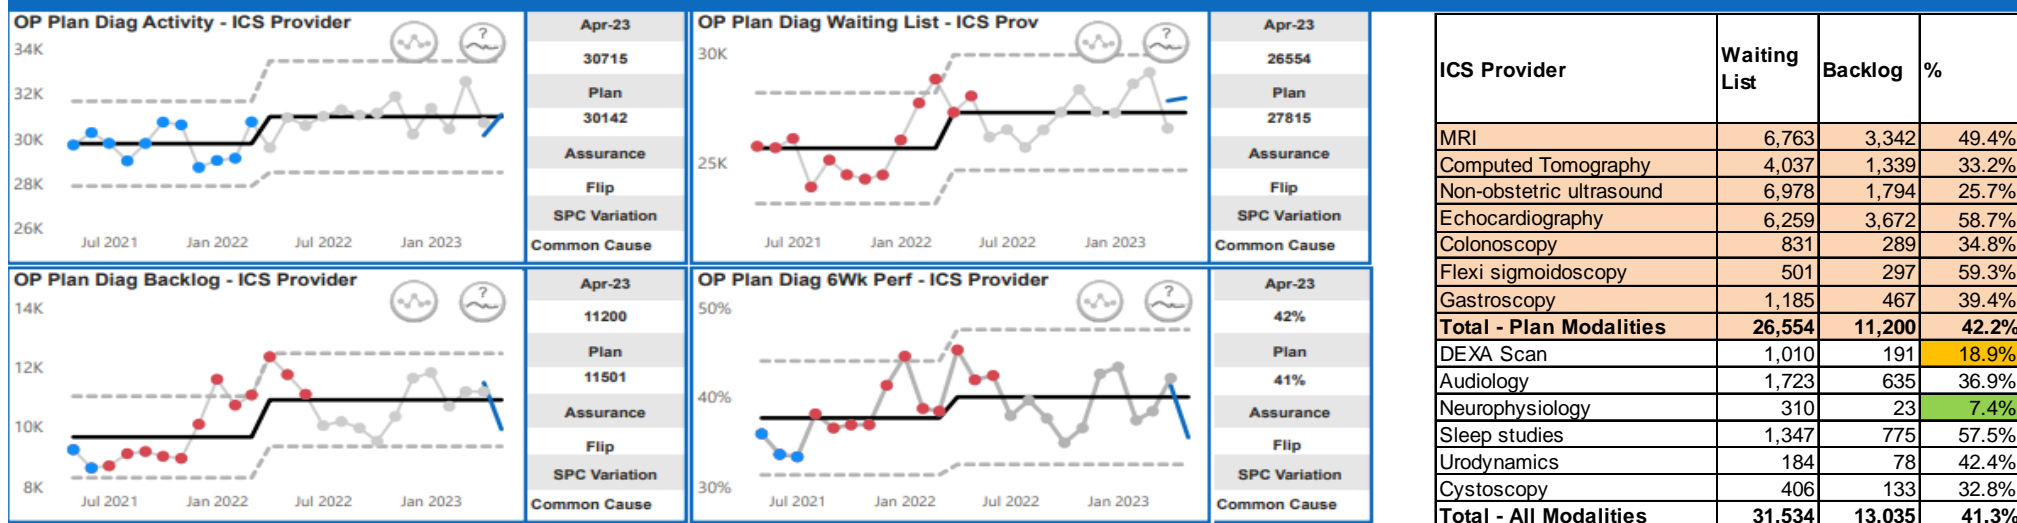 OP Plan Diag Activity - ICS Provider
?
34K
32K
30K
28K
26K
Jul 2021 Jan 2022 Jul 2022 Jan 2023
Apr-23
30715
Plan
30142
Assurance
Flip
SPC Variation
Common Cause
OP Plan Diag Waiting List - ICS Prov
?
30K
25K
Jul 2021 Jan 2022 Jul 2022 Jan 2023
Apr-23
26554
Plan
27815
Assurance
Flip
SPC Variation
Common Cause
OP Plan Diag Backlog - ICS Provider
?
14K
12K
10K
8K
Jul 2021 Jan 2022 Jul 2022 Jan 2023
Apr-23
11200
Plan
11501
Assurance
Flip
SPC Variation
Common Cause
OP Plan Diag 6Wk Perf - ICS Provider
?
50%
40%
30%
Jul 2021 Jan 2022 Jul 2022 Jan 2023
Apr-23
42%
Plan
41%
Assurance
Flip
SPC Variation
Common Cause
ICS Provider Waiting List Backlog %
MRI 6,763 3,342 49.4%
Computed Tomography 4,037 1,339 33.2%
Non-obstetric ultrasound 6,978 1,794 25.7%
Echocardiography 6,259 3,672 58.7%
Colonoscopy 831 289 34.8%
Flexi sigmoidoscopy 501 297 59.3%
Gastroscopy 1,185 467 39.4%
Total - Plan Modalities 26,554 11,200 42.2%
DEXA Scan 1,010 191 18.9%
Audiology 1,723 635 36.9%
Neurophysiology 310 23 7.4%
Sleep studies 1,347 775 57.5%
Urodynamics 184 78 42.4%
Cystoscopy 406 133 32.8%
Total - All Modalities 31,534 13,035 41.3%